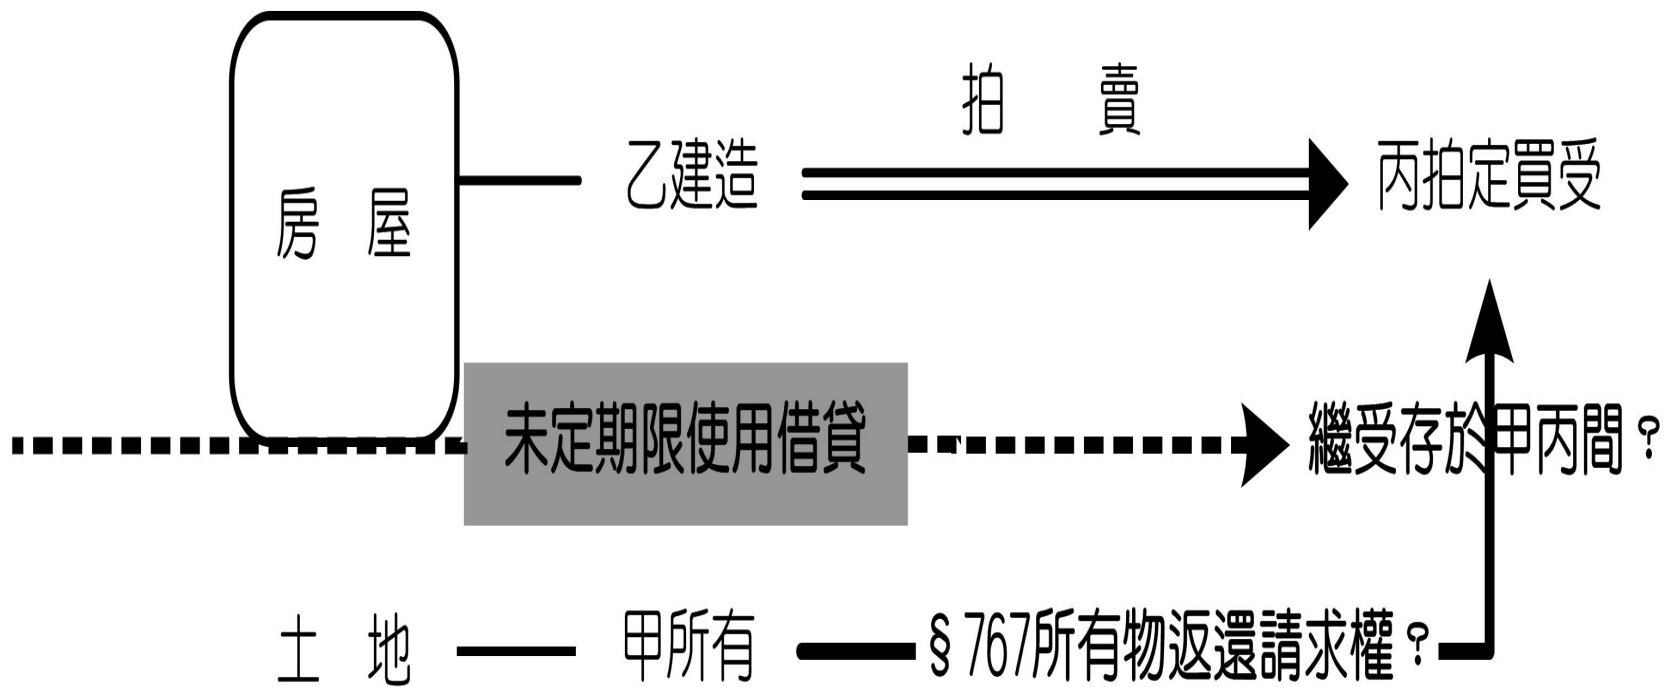 拍賣
房屋 乙建造 丙拍定買受
未定期限使用借貸 繼受存於甲丙間？
土地 甲所有 §767所有物返還請求權？